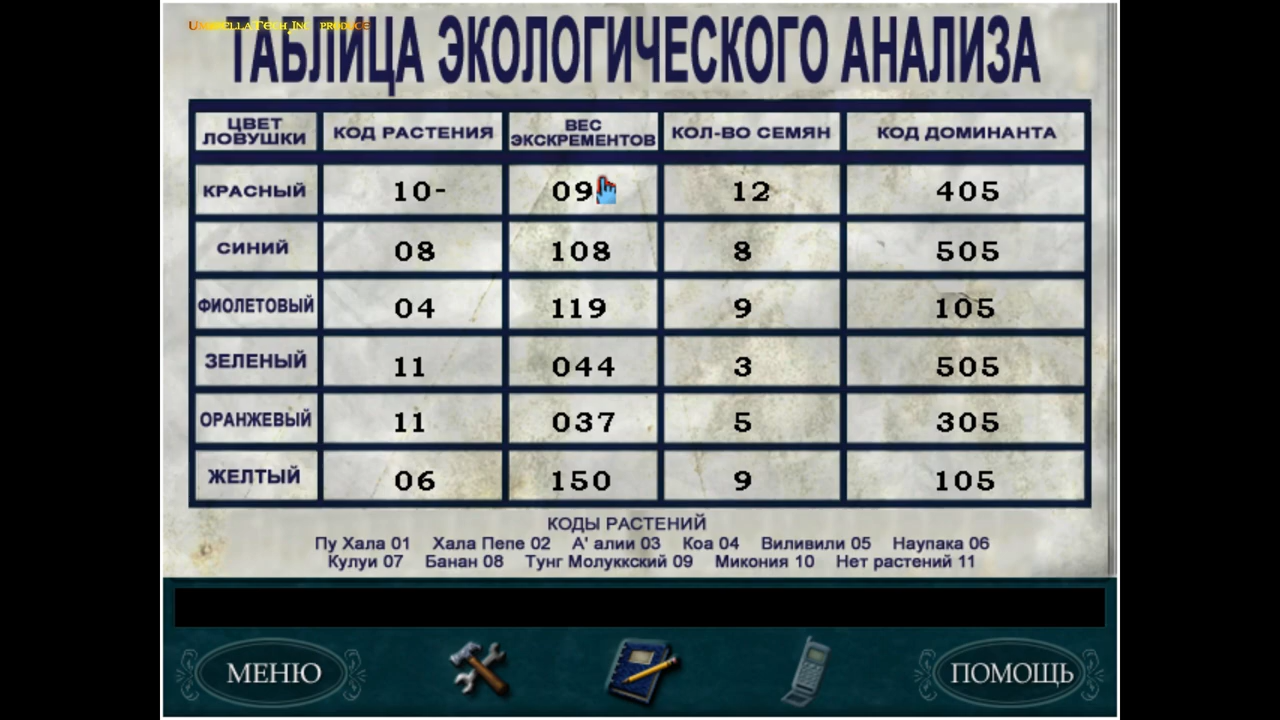 UmbrellaTech.Inc produce
ТАБЛИЦА ЭКОЛОГИЧЕСКОГО АНАЛИЗА
ЦВЕТ ЛОВУШКИ КОД РАСТЕНИЯ ВЕС ЭКСКРЕМЕНТОВ КОЛ-ВО СЕМЯН КОД ДОМИНАНТА
КРАСНЫЙ 10- 09 12 405
СИНИЙ 08 108 8 505
ФИОЛЕТОВЫЙ 04 119 9 105
ЗЕЛЕНЫЙ 11 044 3 505
ОРАНЖЕВЫЙ 11 037 5 305
ЖЕЛТЫЙ 06 150 9 105
КОДЫ РАСТЕНИЙ
Пу Хала 01 Хала Пепе 02 А' алии 03 Коа 04 Виливили 05 Наупака 06
Кулуи 07 Банан 08 Тунг Молуккский 09 Микония 10 Нет растений 11
МЕНЮ ПОМОЩЬ